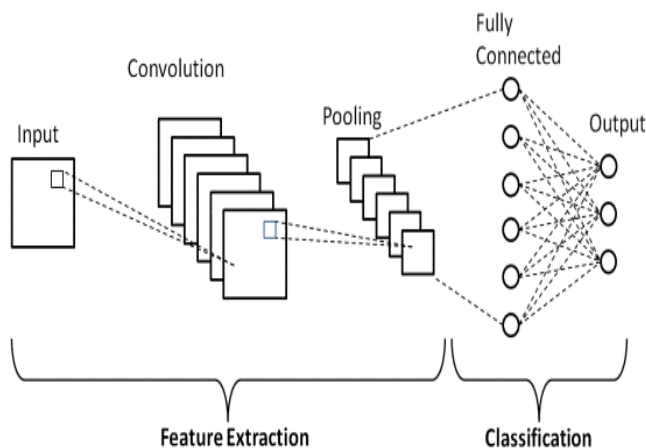 Input
Convolution
Pooling
Fully
Connected
Output
Feature Extraction
Classification